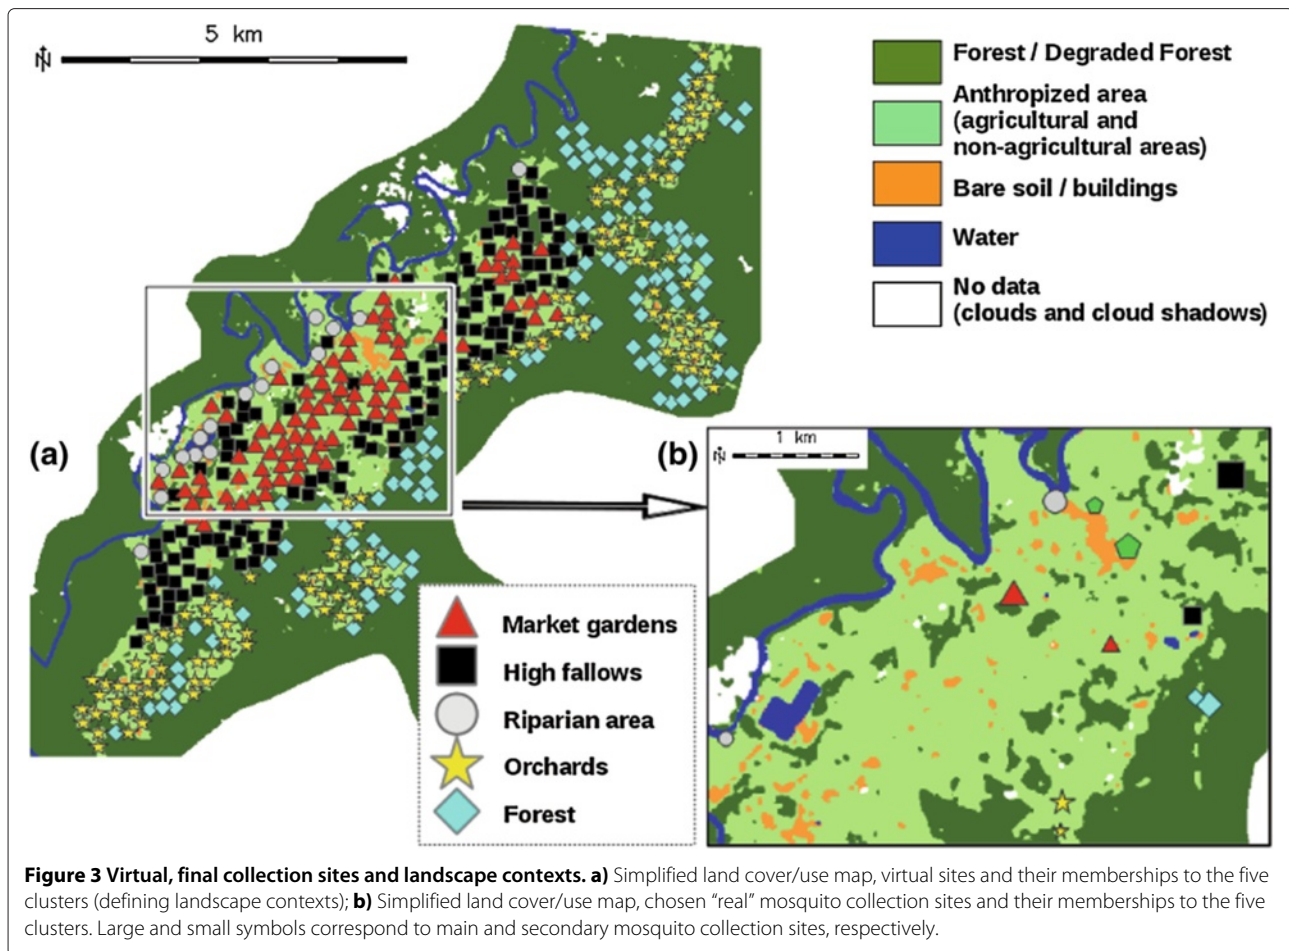 5 km
N
Forest / Degraded Forest
Anthropized area
(agricultural and
non-agricultural areas)
Bare soil / buildings
Water
No data
(clouds and cloud shadows)
(a)
(b)
1 km
N
Market gardens
High fallows
Riparian area
Orchards
Forest
Figure 3 Virtual, final collection sites and landscape contexts. a) Simplified land cover/use map, virtual sites and their memberships to the five
clusters (defining landscape contexts); b) Simplified land cover/use map, chosen “real” mosquito collection sites and their memberships to the five
clusters. Large and small symbols correspond to main and secondary mosquito collection sites, respectively.